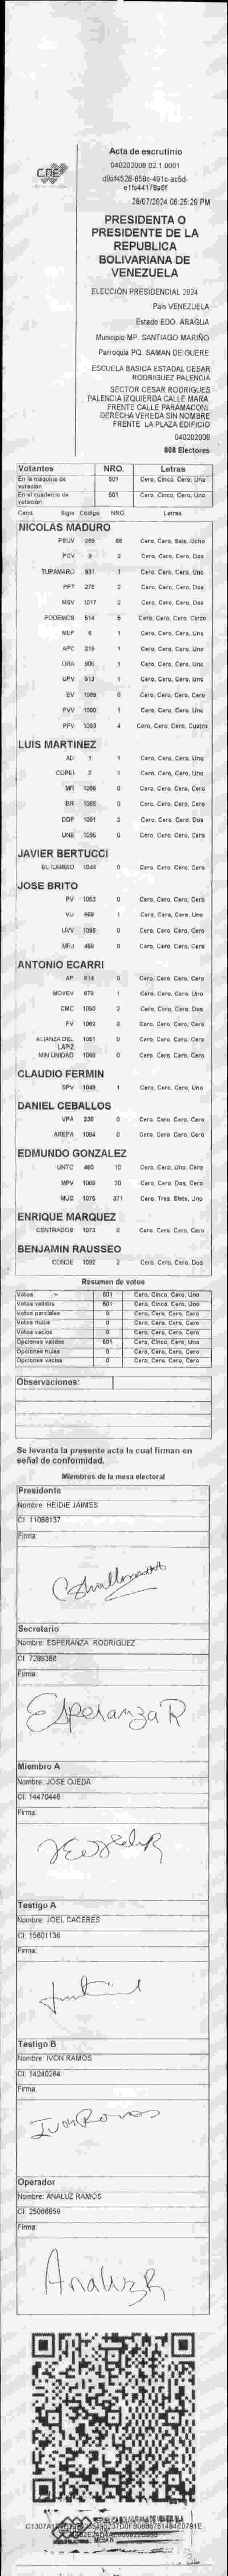 Acta de escrutinio
040202008.02.1.0001
28/07/2024 06:25:29 PM
CNE
PRESIDENTA O
PRESIDENTE DE LA
REPUBLICA
BOLIVARIANA DE
VENEZUELA
ELECCIÓN PRESIDENCIAL 2024
Pais VENEZUELA
Estado EDO. ARAGUA
Municipio MP. SANTIAGO MARIÑO
Parroquia PQ. SAMAN DE GUERE
ESCUELA BASICA ESTADAL CESAR
RODRIGUEZ PALENCIA
SECTOR CESAR RODRIGUES
PALENCIA IZQUIERDA CALLE MARA.
FRENTE CALLE PARAMACONI.
DERECHA VEREDA SIN NOMBRE
FRENTE LA PLAZA EDIFICIO
040202008
808 Electores
Votantes NRO. Letras
En la máquina de votación 501 Cero, Cinco, Cero, Uno
En el cuaderno de votación 501 Cero, Cinco, Cero, Uno
Cand. Sigla Código NRO. Letras
NICOLAS MADURO
PSUV 269 68 Cero, Cero, Seis, Ocho
PCV 9 2 Cero, Cero, Cero, Dos
TUPAMARO 931 1 Cero, Cero, Cero, Uno
PPT 276 2 Cero, Cero, Cero, Dos
MSV 1017 2 Cero, Cero, Cero, Dos
PODEMOS 514 5 Cero, Cero, Cero, Cinco
MEP 6 1 Cero, Cero, Cero, Uno
APC 219 1 Cero, Cero, Cero, Uno
ORA 906 1 Cero, Cero, Cero, Uno
UPV 513 1 Cero, Cero, Cero, Uno
EV 1089 0 Cero, Cero, Cero, Cero
PVV 1000 1 Cero, Cero, Cero, Uno
PFV 1093 4 Cero, Cero, Cero, Cuatro
LUIS MARTINEZ
AD 1 1 Cero, Cero, Cero, Uno
COPEI 2 1 Cero, Cero, Cero, Uno
MR 1056 0 Cero, Cero, Cero, Cero
BR 1066 0 Cero, Cero, Cero, Cero
DDP 1091 2 Cero, Cero, Cero, Dos
UNE 1095 0 Cero, Cero, Cero, Cero
JAVIER BERTUCCI
EL CAMBIO 1040 0 Cero, Cero, Cero, Cero
JOSE BRITO
PV 1053 0 Cero, Cero, Cero, Cero
VU 969 1 Cero, Cero, Cero, Uno
UVV 1096 0 Cero, Cero, Cero, Cero
MPJ 458 0 Cero, Cero, Cero, Cero
ANTONIO ECARRI
AP 914 0 Cero, Cero, Cero, Cero
MOVEV 979 1 Cero, Cero, Cero, Uno
CMC 1050 2 Cero, Cero, Cero, Dos
FV 1062 0 Cero, Cero, Cero, Cero
ALIANZA DEL LAPIZ 1081 0 Cero, Cero, Cero, Cero
MIN UNIDAD 1068 0 Cero, Cero, Cero, Cero
CLAUDIO FERMIN
SPV 1048 1 Cero, Cero, Cero, Uno
DANIEL CEBALLOS
VPA 230 0 Cero, Cero, Cero, Cero
AREPA 1094 0 Cero, Cero, Cero, Cero
EDMUNDO GONZALEZ
UNTC 460 10 Cero, Cero, Uno, Cero
MPV 1069 20 Cero, Cero, Dos, Cero
MUD 1075 371 Cero, Tres, Siete, Uno
ENRIQUE MARQUEZ
CENTRADOS 1073 0 Cero, Cero, Cero, Cero
BENJAMIN RAUSSEO
CONDE 1092 2 Cero, Cero, Cero, Dos
Resumen de votos
Votos 501 Cero, Cinco, Cero, Uno
Votos validos 501 Cero, Cinco, Cero, Uno
Votos parciales 0 Cero, Cero, Cero, Cero
Votos nulos 0 Cero, Cero, Cero, Cero
Votos vacios 0 Cero, Cero, Cero, Cero
Opciones validas 501 Cero, Cinco, Cero, Uno
Opciones nulas 0 Cero, Cero, Cero, Cero
Opciones vacias 0 Cero, Cero, Cero, Cero
Observaciones:
Se levanta la presente acta la cual firman en
señal de conformidad.
Miembros de la mesa electoral
Presidente
Nombre: HEIDIE JAIMES
CI: 11088137
Firma:
Secretario
Nombre: ESPERANZA RODRIGUEZ
CI: 7289386
Firma:
Esperanza R
Miembro A
Nombre: JOSE OJEDA
CI: 14470446
Firma:
Testigo A
Nombre: JOEL CACERES
CI: 15601136
Firma:
Testigo B
Nombre: IVON RAMOS
CI: 14240264
Firma:
Ivon Ramos
Operador
Nombre: ANALUZ RAMOS
CI: 25066859
Firma:
Analuz R.